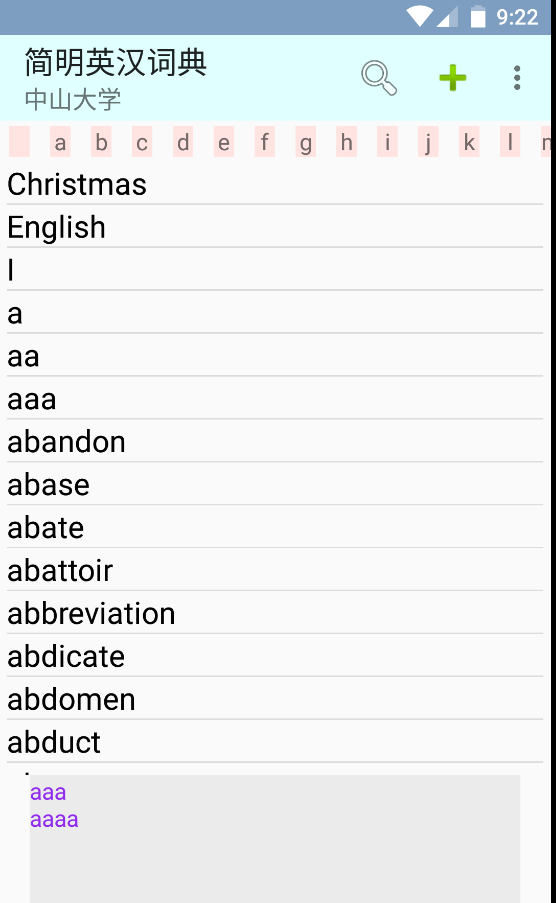 9:22
简明英汉词典
中山大学
a b c d e f g h i j k l
Christmas
English
I
a
aa
aaa
abandon
abase
abate
abattoir
abbreviation
abdicate
abdomen
abduct
aaa
aaaa